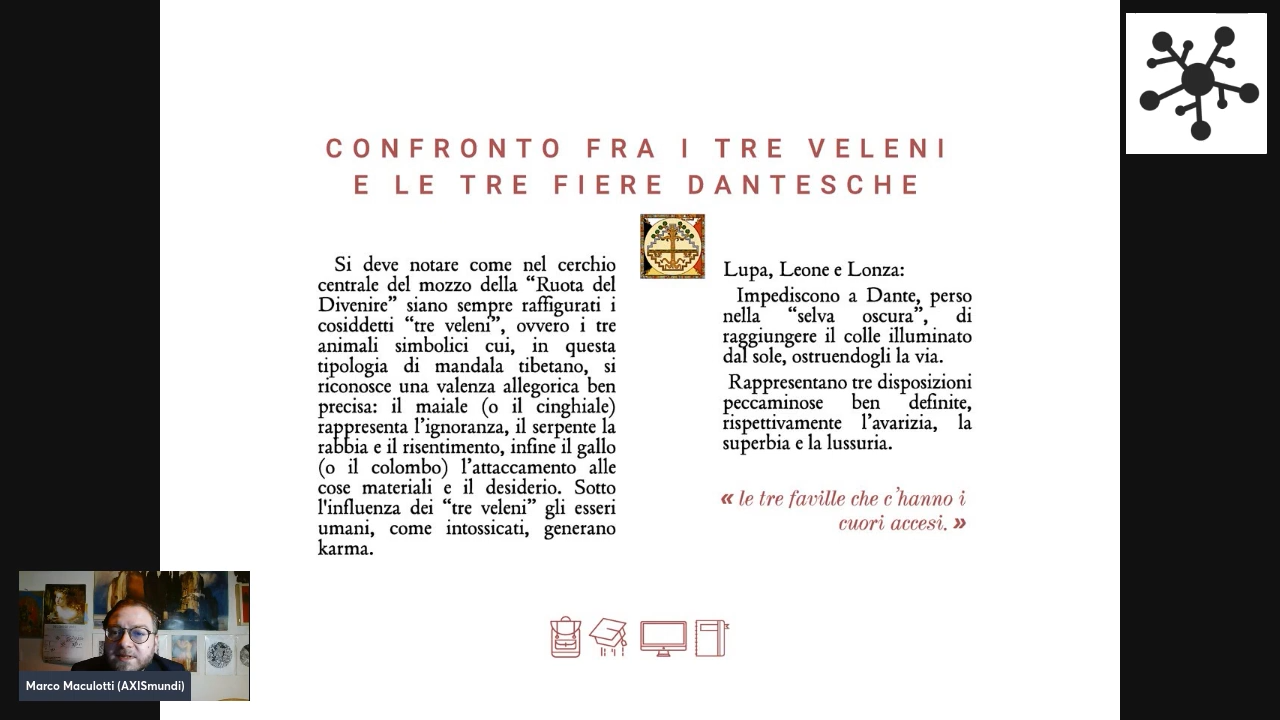 CONFRONTO FRA I TRE VELENI
E LE TRE FIERE DANTESCHE
Si deve notare come nel cerchio
centrale del mozzo della “Ruota del
Divenire” siano sempre raffigurati i
cosiddetti “tre veleni”, ovvero i tre
animali simbolici cui, in questa
tipologia di mandala tibetano, si
riconosce una valenza allegorica ben
precisa: il maiale (o il cinghiale)
rappresenta l’ignoranza, il serpente la
rabbia e il risentimento, infine il gallo
(o il colombo) l’attaccamento alle
cose materiali e il desiderio. Sotto
l'influenza dei “tre veleni” gli esseri
umani, come intossicati, generano
karma.
Lupa, Leone e Lonza:
Impediscono a Dante, perso
nella “selva oscura”, di
raggiungere il colle illuminato
dal sole, ostruendogli la via.
Rappresentano tre disposizioni
peccaminose ben definite,
rispettivamente l’avarizia, la
superbia e la lussuria.
« le tre faville che c’hanno i
cuori accesi. »
Marco Maculotti (AXISmundi)